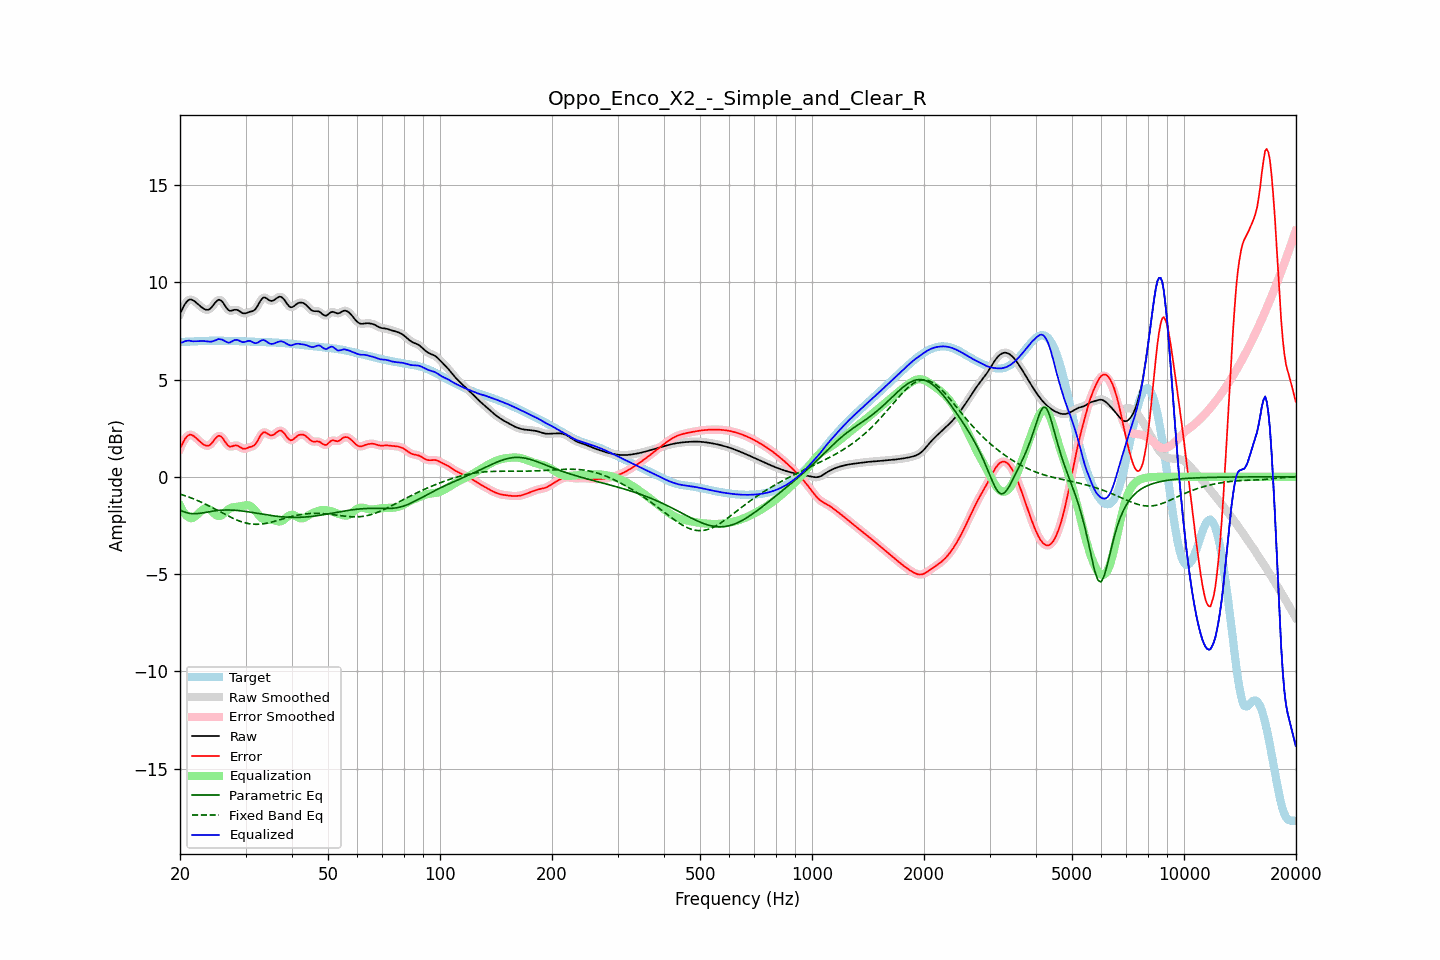 Oppo_Enco_X2_-_Simple_and_Clear_R
Amplitude (dBr)
15
10
5
0
−5
−10
−15
Target
Raw Smoothed
Error Smoothed
Raw
Error
Equalization
Parametric Eq
Fixed Band Eq
Equalized
20 50 100 200 500 1000 2000 5000 10000 20000
Frequency (Hz)